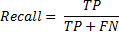 Recall = TP / (TP + FN)